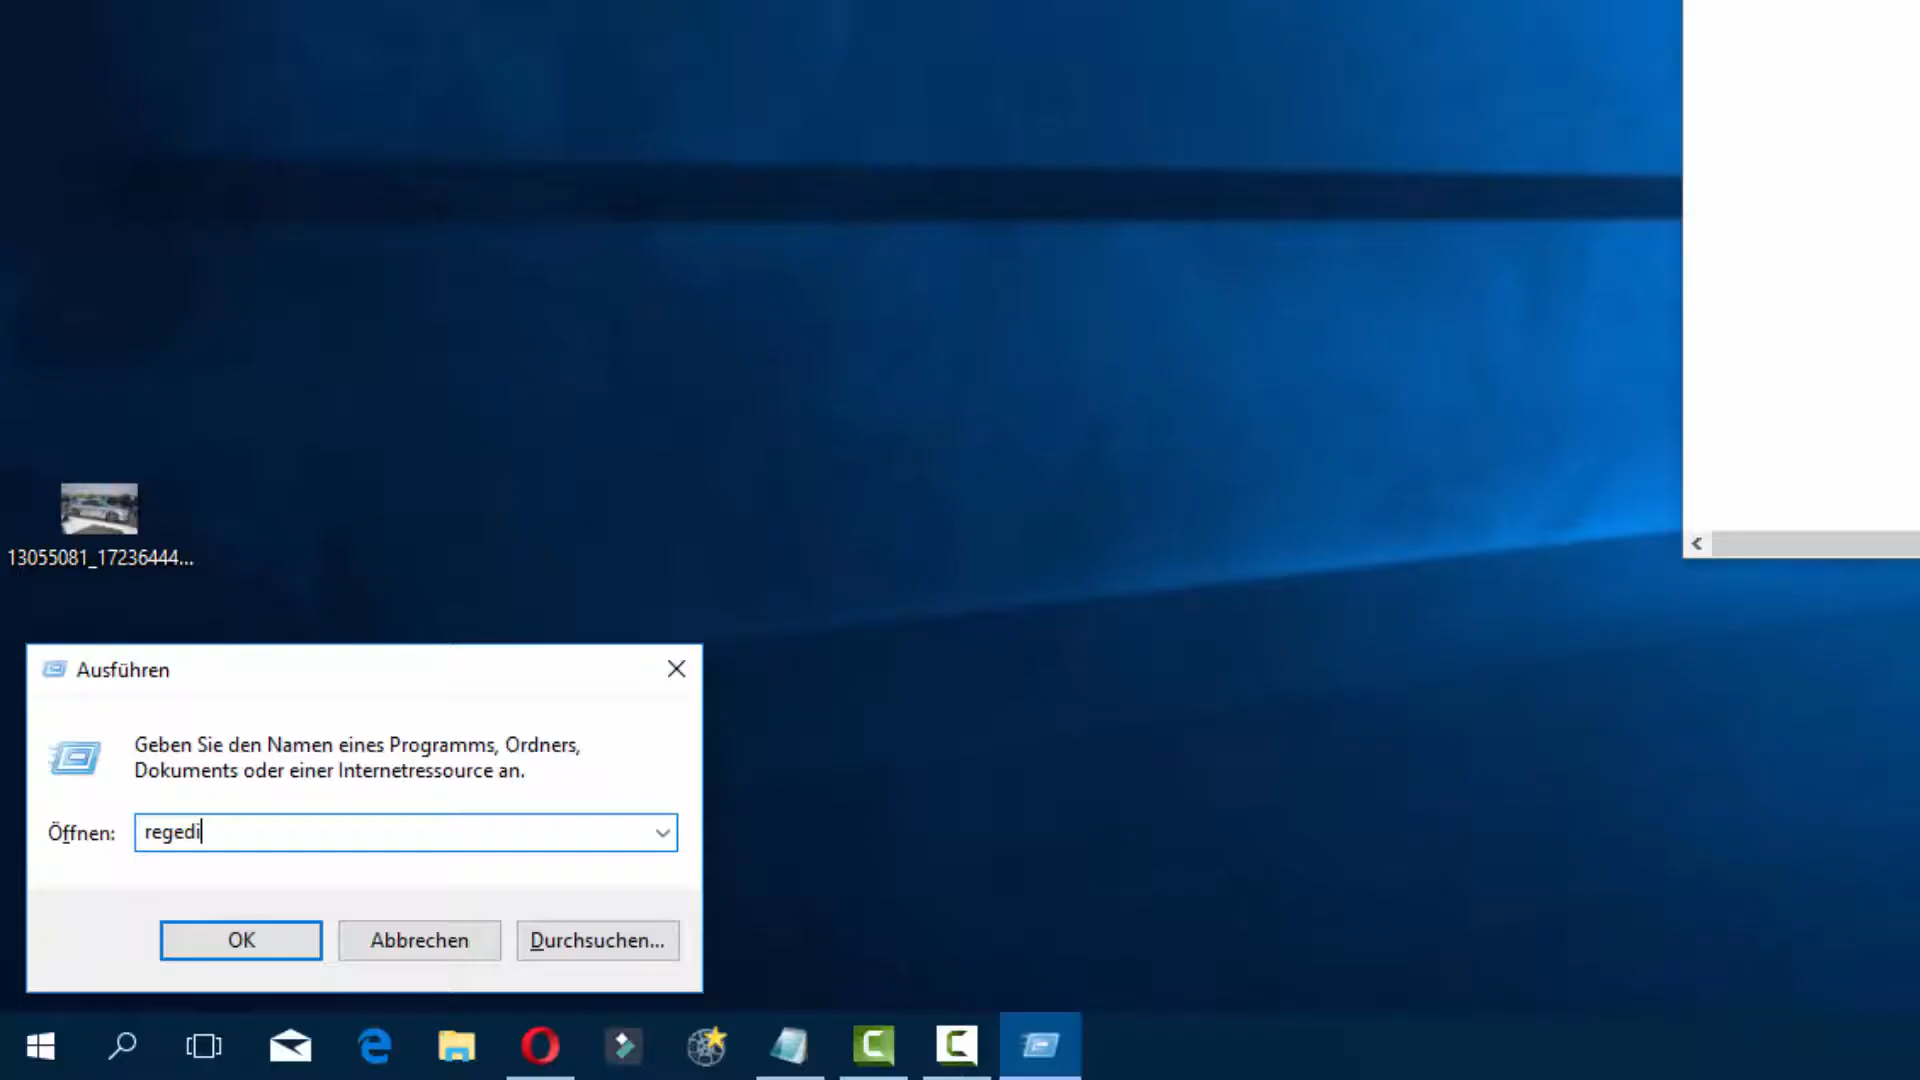 13055081_17236444...
Ausführen
Geben Sie den Namen eines Programms, Ordners,
Dokuments oder einer Internetressource an.
Öffnen: regedi
OK Abbrechen Durchsuchen...